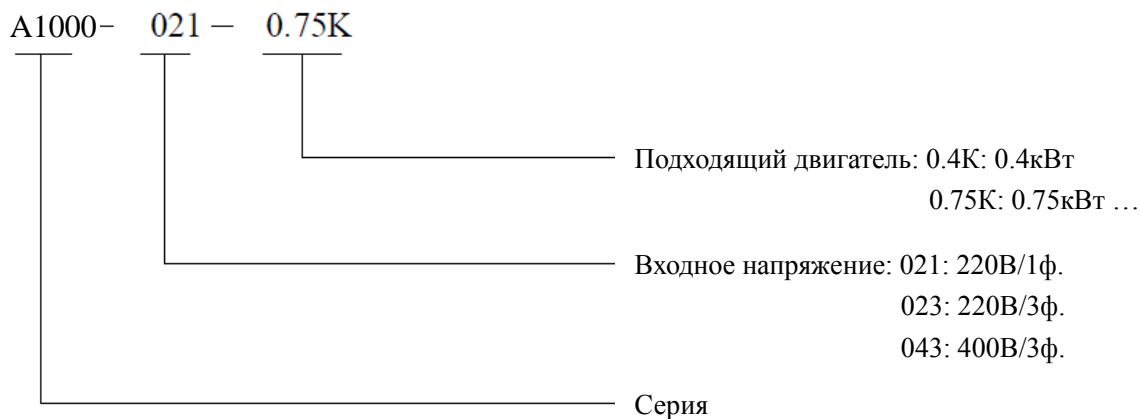 A1000- 021 — 0.75K
Подходящий двигатель: 0.4K: 0.4кВт
0.75K: 0.75кВт …
Входное напряжение: 021: 220В/1ф.
023: 220В/3ф.
043: 400В/3ф.
Серия